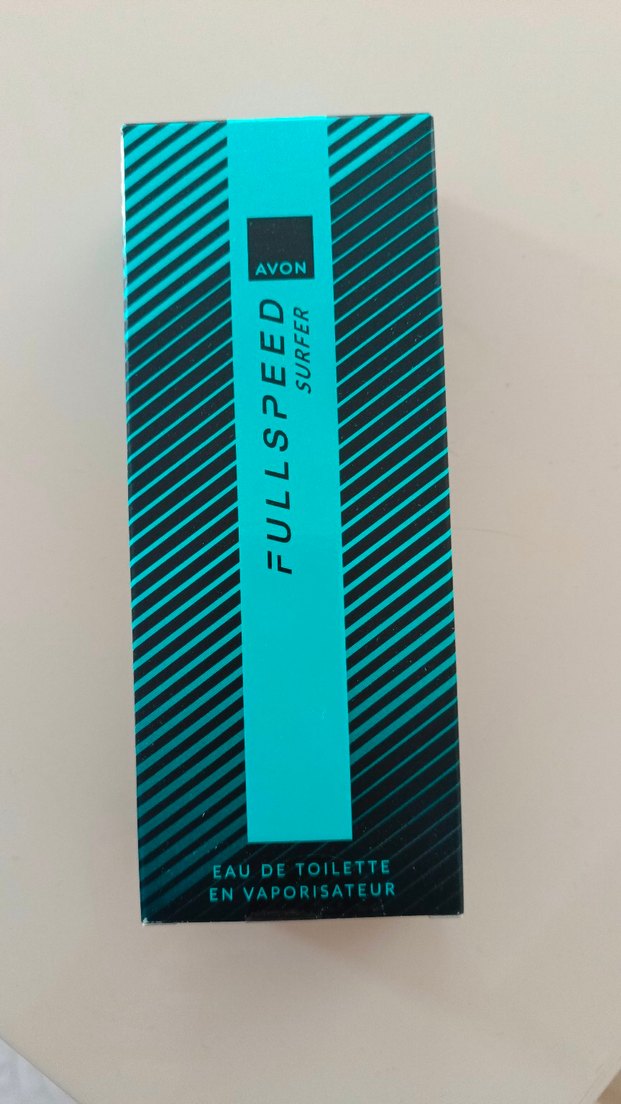 AVON
FULLSPEED
SURFER
EAU DE TOILETTE
EN VAPORISATEUR